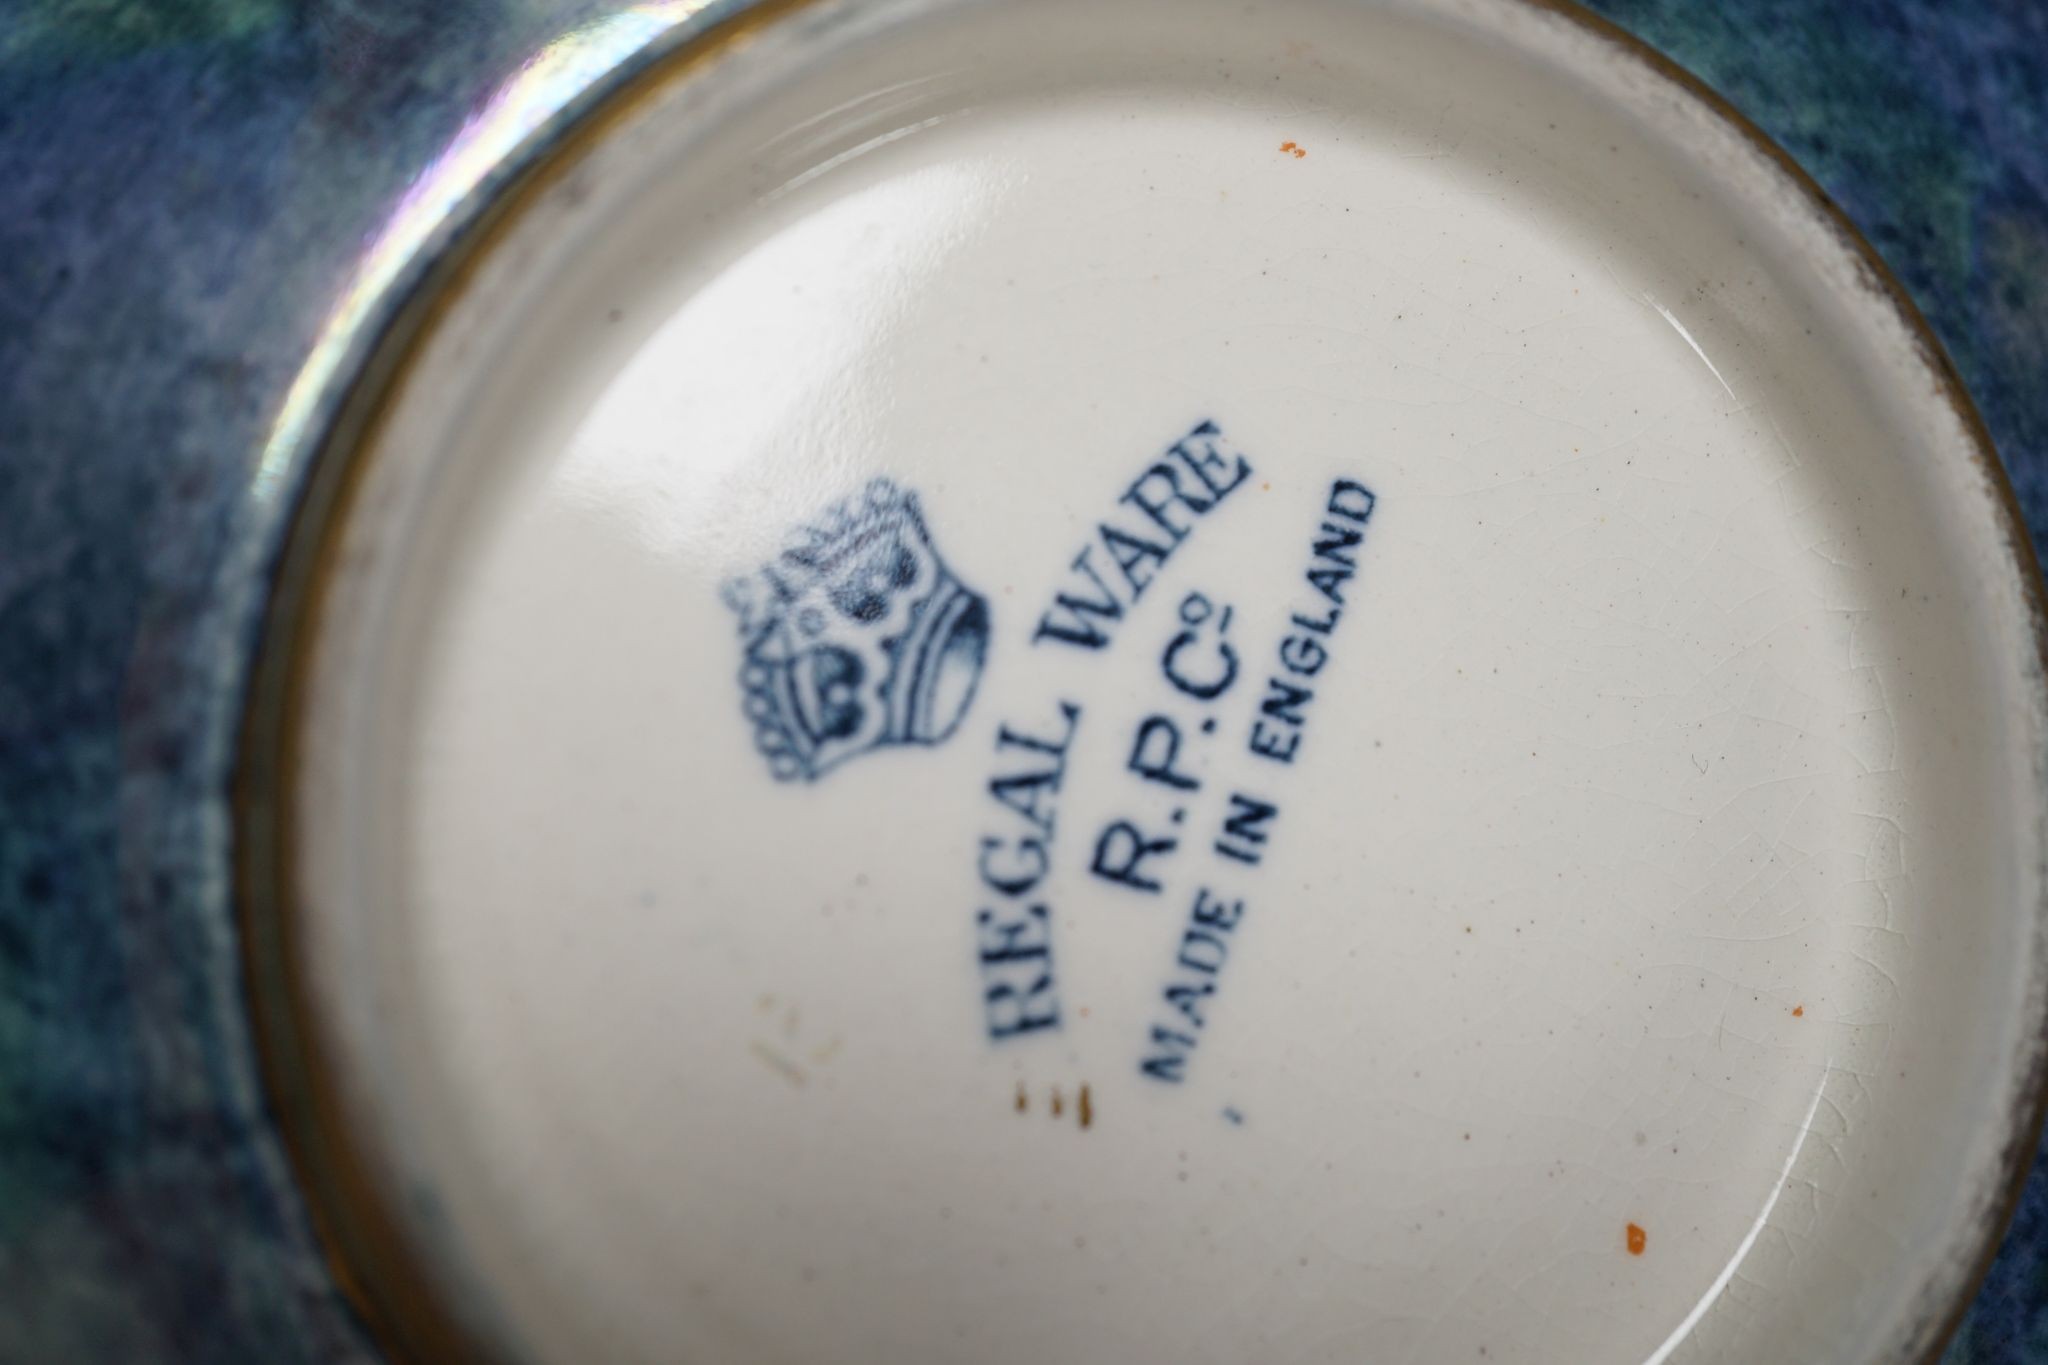 REGAL WARE
R.P.Cº
MADE IN ENGLAND